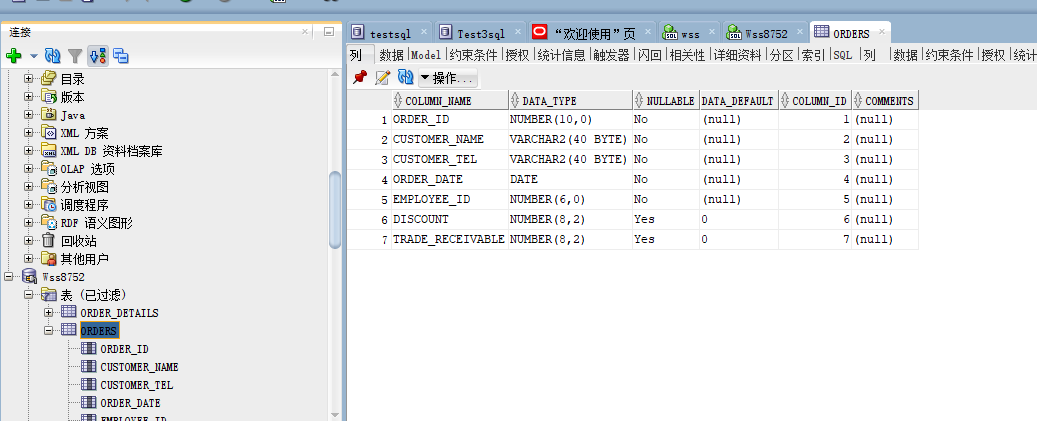 连接
testsql
Test3sql
“欢迎使用”页
wss
Wss8752
ORDERS
列 数据 Model 约束条件 授权 统计信息 触发器 闪回 相关性 详细资料 分区 索引 SQL 列 数据 约束条件 授权 统计
操作...
COLUMN_NAME DATA_TYPE NULLABLE DATA_DEFAULT COLUMN_ID COMMENTS
1 ORDER_ID NUMBER(10,0) No (null) 1 (null)
2 CUSTOMER_NAME VARCHAR2(40 BYTE) No (null) 2 (null)
3 CUSTOMER_TEL VARCHAR2(40 BYTE) No (null) 3 (null)
4 ORDER_DATE DATE No (null) 4 (null)
5 EMPLOYEE_ID NUMBER(6,0) No (null) 5 (null)
6 DISCOUNT NUMBER(8,2) Yes 0 6 (null)
7 TRADE_RECEIVABLE NUMBER(8,2) Yes 0 7 (null)
目录
版本
Java
XML 方案
XML DB 资料档案库
OLAP 选项
分析视图
调度程序
RDF 语义图形
回收站
其他用户
Wss8752
表 (已过滤)
ORDER_DETAILS
ORDERS
ORDER_ID
CUSTOMER_NAME
CUSTOMER_TEL
ORDER_DATE
EMPLOYEE_ID